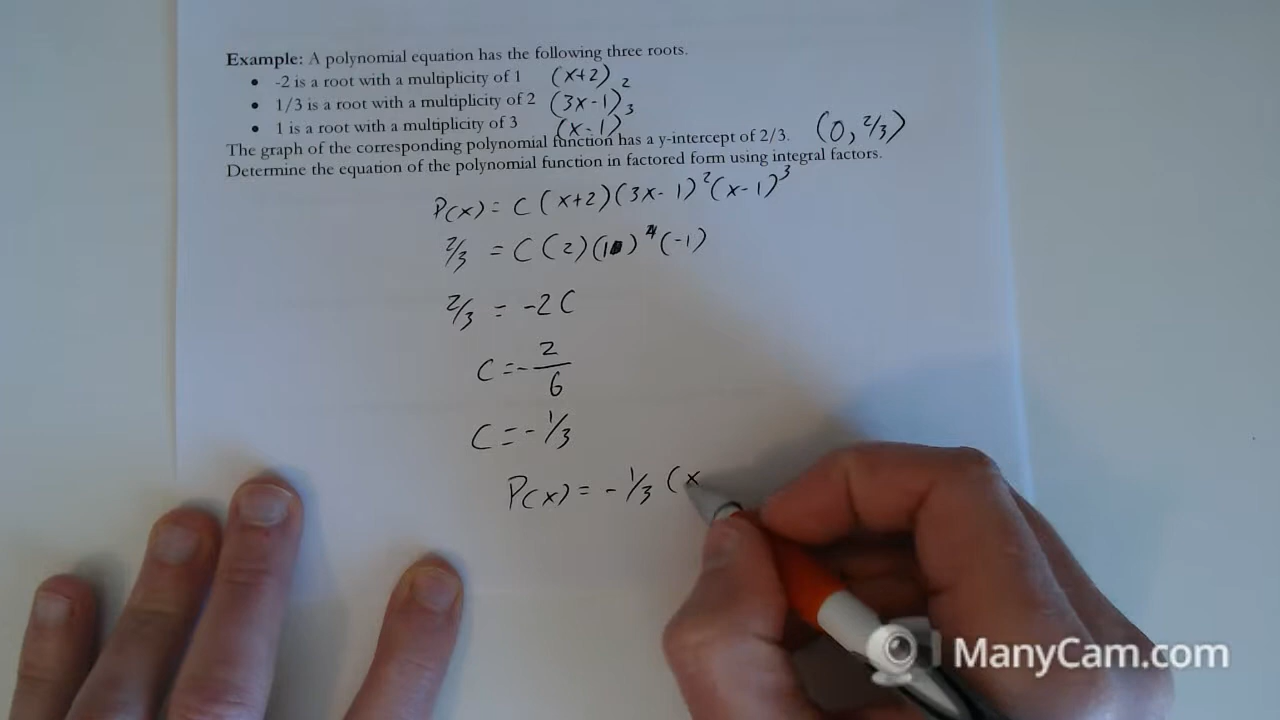 Example: A polynomial equation has the following three roots.
• -2 is a root with a multiplicity of 1 (x+2)
• 1/3 is a root with a multiplicity of 2 (3x-1)²
• 1 is a root with a multiplicity of 3 (x-1)³
The graph of the corresponding polynomial function has a y-intercept of 2/3. (0, 2/3)
Determine the equation of the polynomial function in factored form using integral factors.
P(x) = C (x+2)(3x-1)²(x-1)³
2/3 = C (2)(1) (-1)
2/3 = -2C
C = -2/6
C = -1/3
P(x) = -1/3 (x
ManyCam.com